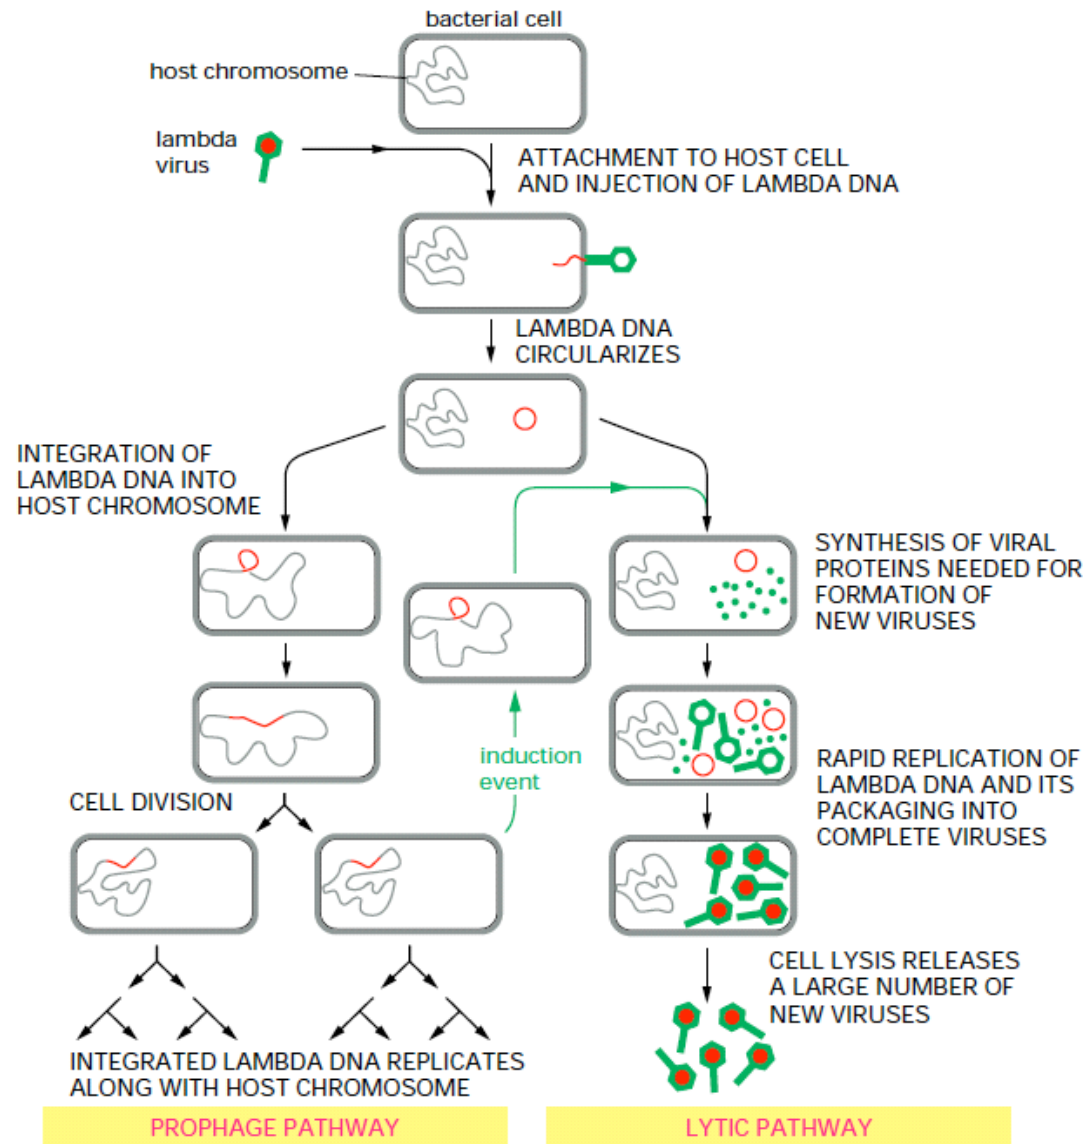 bacterial cell
host chromosome
lambda
virus
ATTACHMENT TO HOST CELL
AND INJECTION OF LAMBDA DNA
LAMBDA DNA
CIRCULARIZES
INTEGRATION OF
LAMBDA DNA INTO
HOST CHROMOSOME
SYNTHESIS OF VIRAL
PROTEINS NEEDED FOR
FORMATION OF
NEW VIRUSES
induction
event
RAPID REPLICATION OF
LAMBDA DNA AND ITS
PACKAGING INTO
COMPLETE VIRUSES
CELL DIVISION
CELL LYSIS RELEASES
A LARGE NUMBER OF
NEW VIRUSES
INTEGRATED LAMBDA DNA REPLICATES
ALONG WITH HOST CHROMOSOME
PROPHAGE PATHWAY
LYTIC PATHWAY